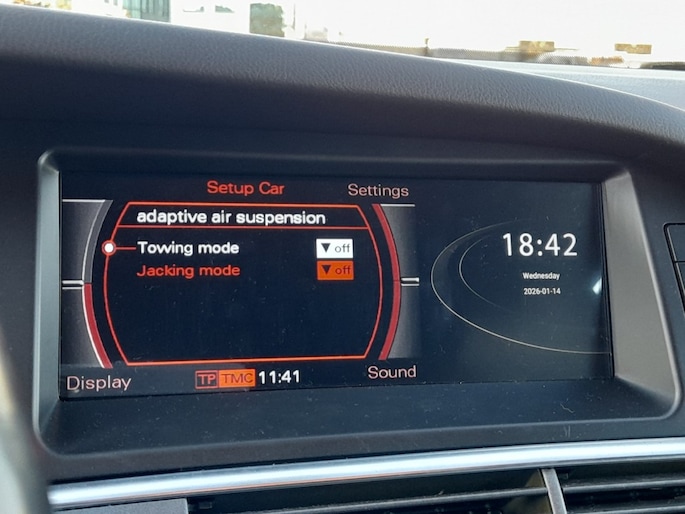 Setup Car
Settings
adaptive air suspension
Towing mode ▼ off
Jacking mode ▼ off
Display
TP TMC 11:41
Sound
18:42
Wednesday
2026-01-14